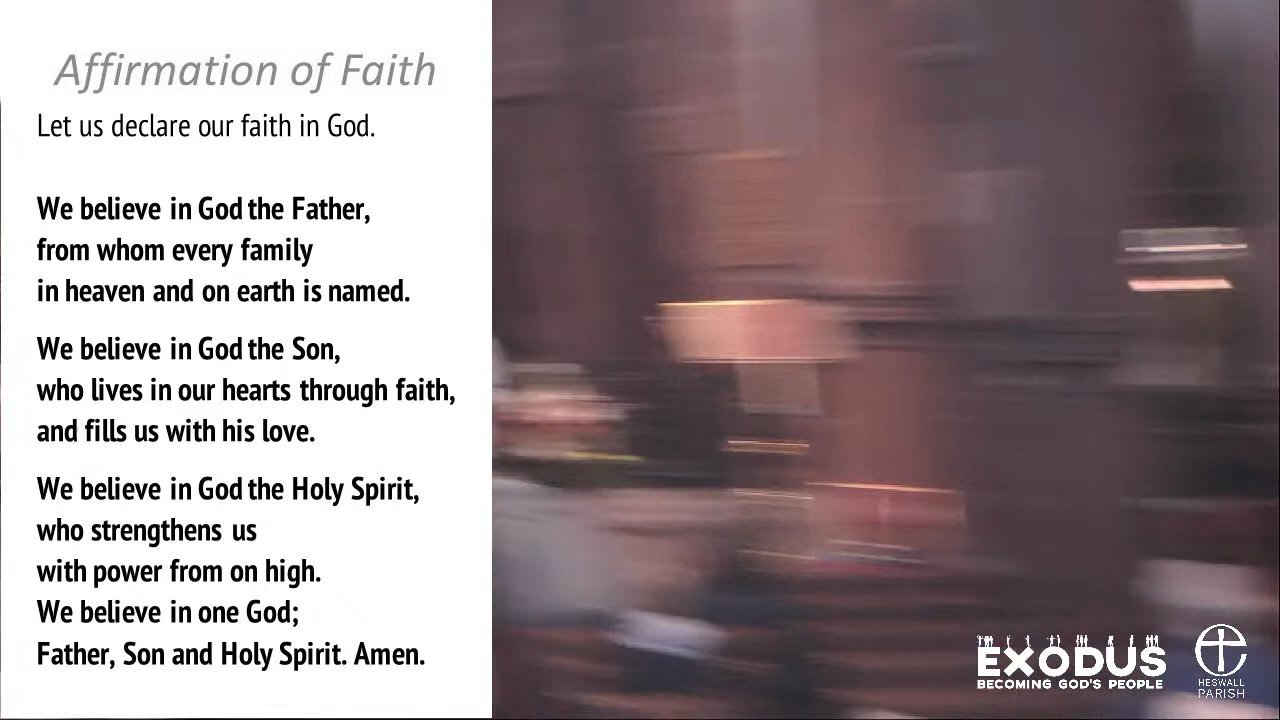 Affirmation of Faith
Let us declare our faith in God.
We believe in God the Father,
from whom every family
in heaven and on earth is named.
We believe in God the Son,
who lives in our hearts through faith,
and fills us with his love.
We believe in God the Holy Spirit,
who strengthens us
with power from on high.
We believe in one God;
Father, Son and Holy Spirit. Amen.
EXODUS
BECOMING GOD'S PEOPLE
HESWALL
PARISH